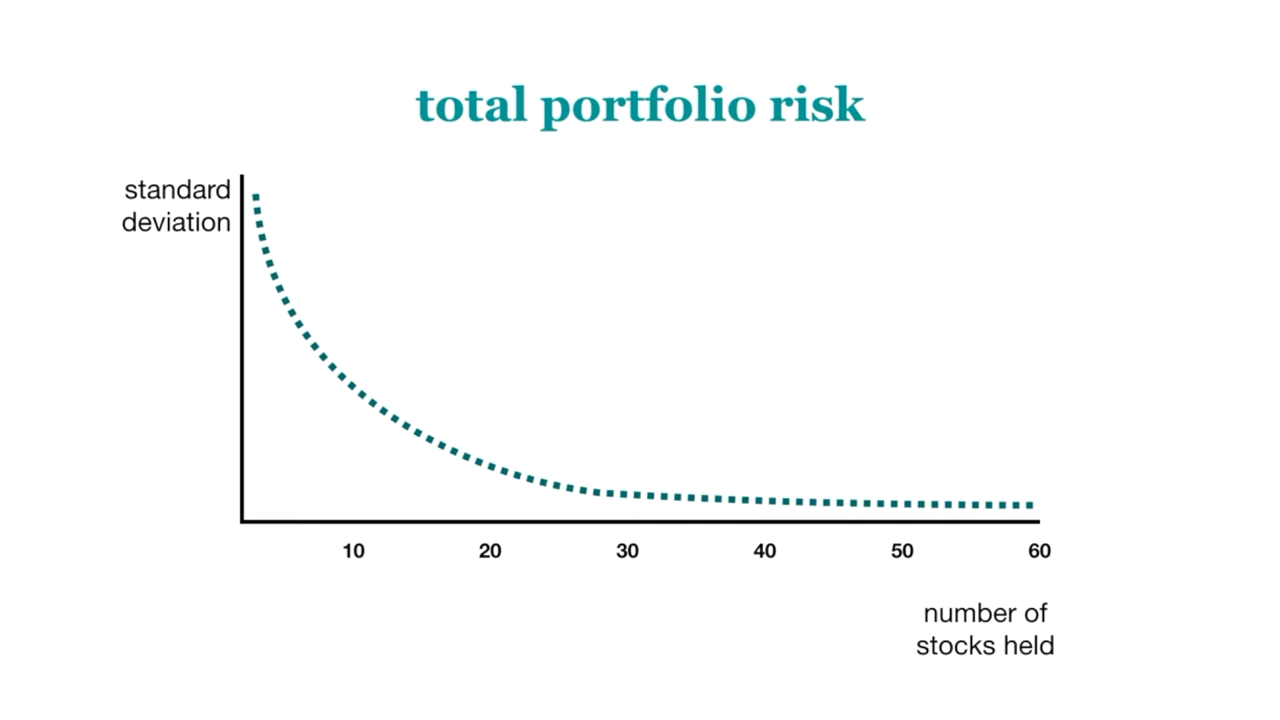 total portfolio risk
standard
deviation
10 20 30 40 50 60
number of
stocks held